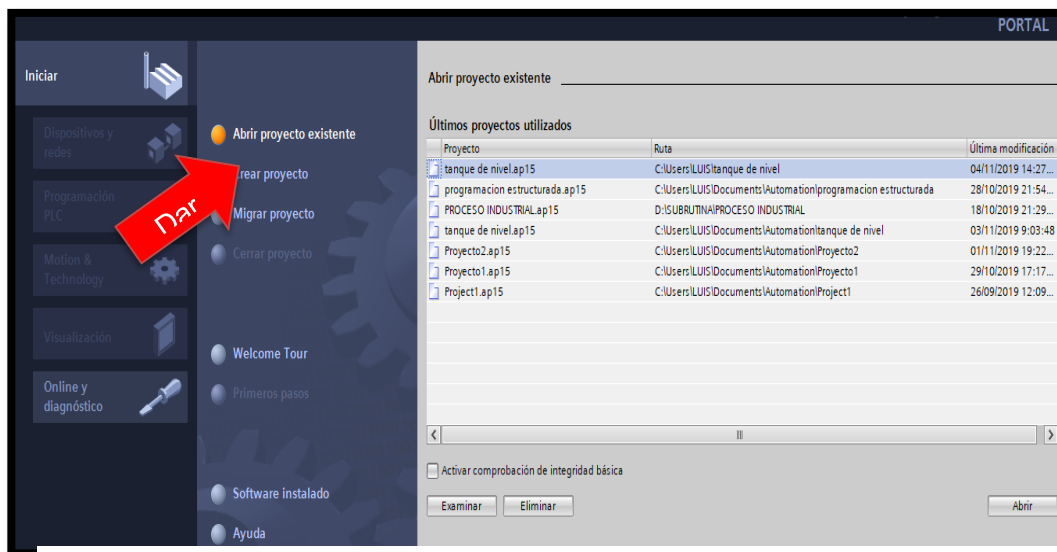 PORTAL
Iniciar
Dispositivos y
redes
Programación
PLC
Motion &
Technology
Visualización
Online y
diagnóstico
Abrir proyecto existente
Crear proyecto
Migrar proyecto
Cerrar proyecto
Welcome Tour
Primeros pasos
Software instalado
Ayuda
Dar
Abrir proyecto existente
Últimos proyectos utilizados
Proyecto Ruta Última modificación
tanque de nivel.ap15 C:\Users\LUIS\tanque de nivel 04/11/2019 14:27...
programacion estructurada.ap15 C:\Users\LUIS\Documents\Automation\programacion estructurada 28/10/2019 21:54...
PROCESO INDUSTRIAL.ap15 D:\SUBRUTINA\PROCESO INDUSTRIAL 18/10/2019 21:29...
tanque de nivel.ap15 C:\Users\LUIS\Documents\Automation\tanque de nivel 03/11/2019 9:03:48
Proyecto2.ap15 C:\Users\LUIS\Documents\Automation\Proyecto2 01/11/2019 19:22...
Proyecto1.ap15 C:\Users\LUIS\Documents\Automation\Proyecto1 29/10/2019 17:17...
Project1.ap15 C:\Users\LUIS\Documents\Automation\Project1 26/09/2019 12:09...
Activar comprobación de integridad básica
Examinar Eliminar Abrir